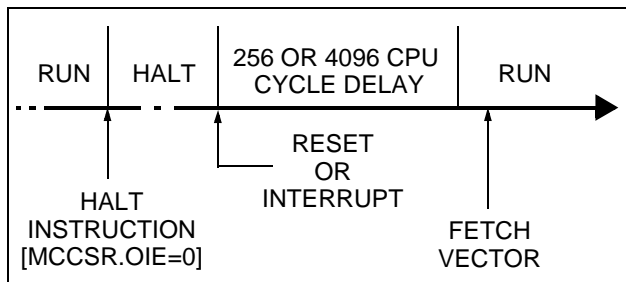 RUN
HALT
256 OR 4096 CPU
CYCLE DELAY
RUN
RESET
OR
INTERRUPT
HALT
INSTRUCTION
[MCCSR.OIE=0]
FETCH
VECTOR